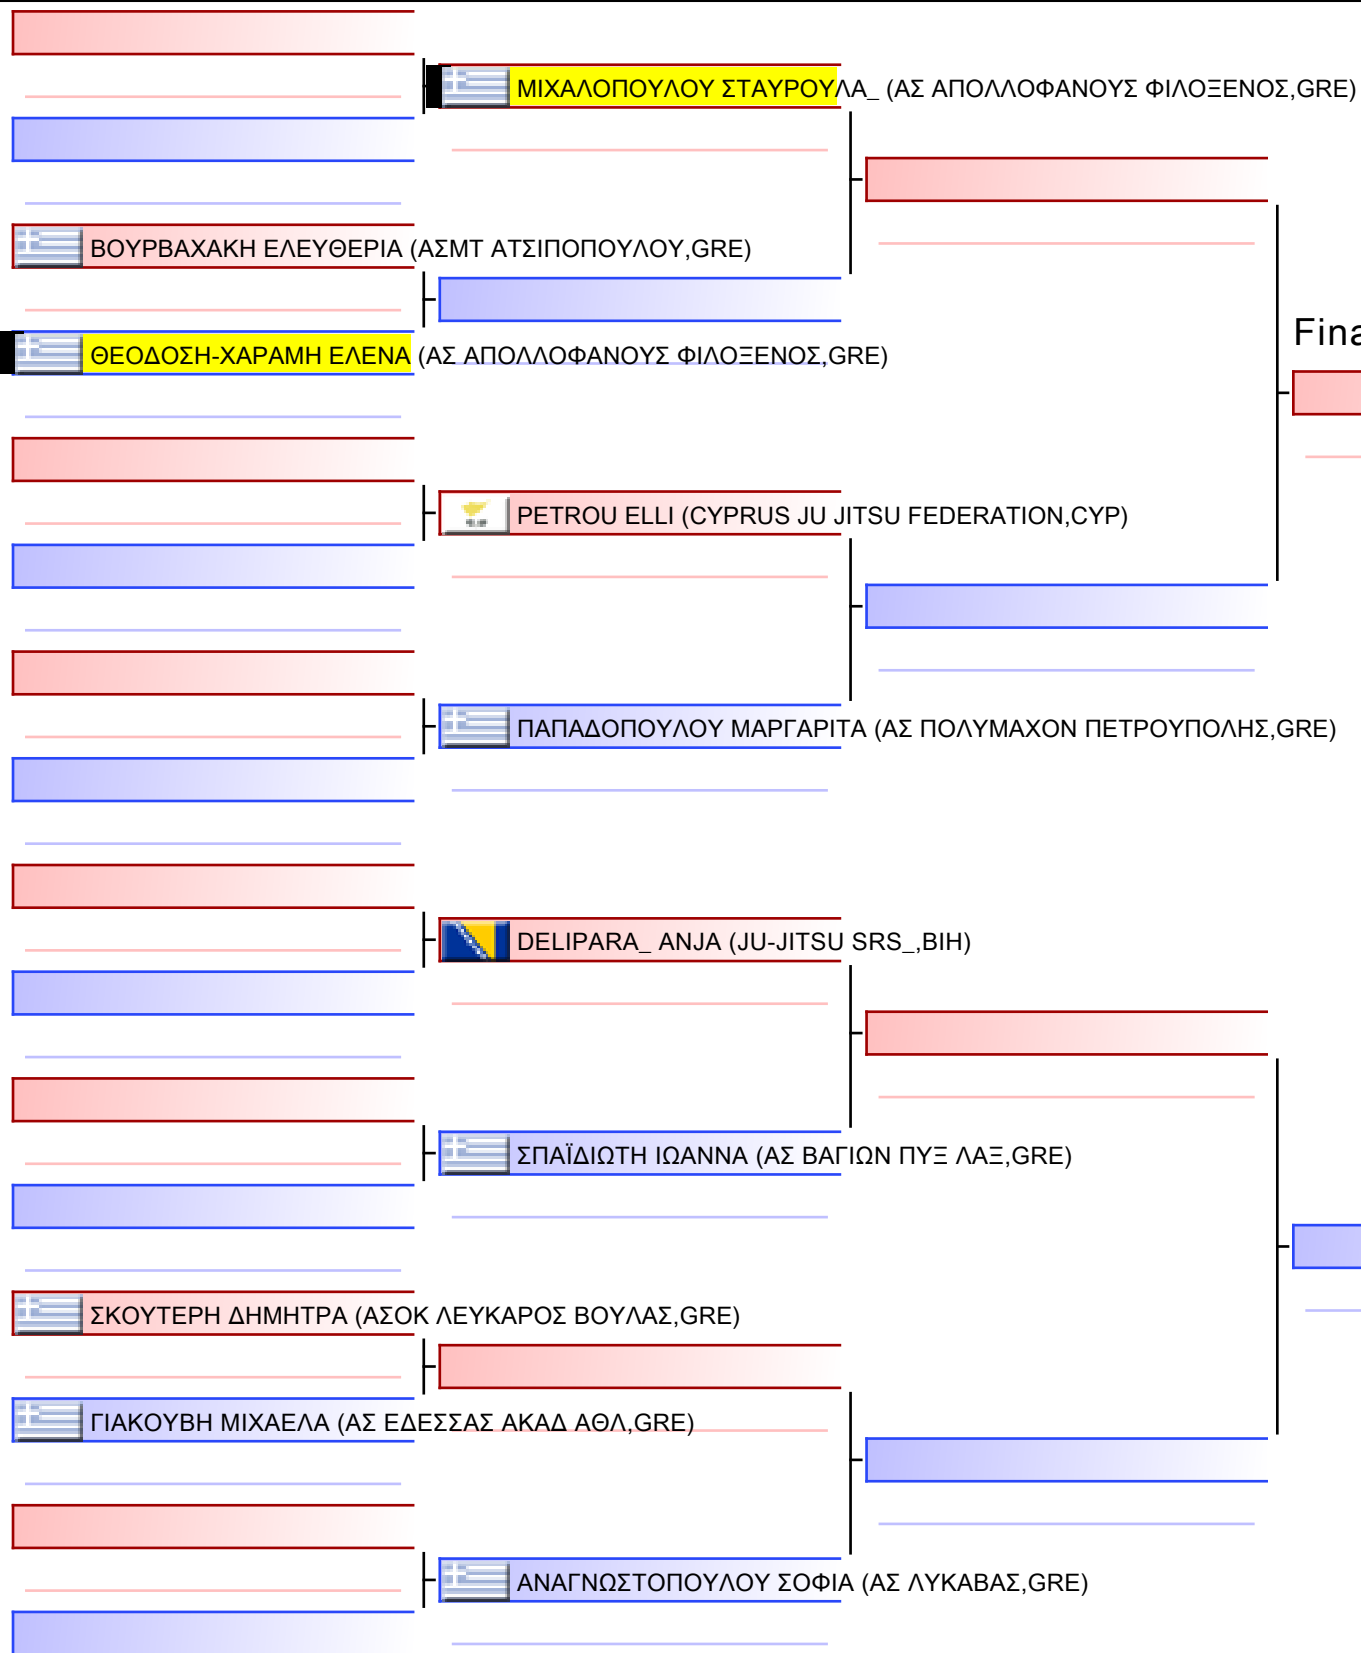 ΜΙΧΑΛΟΠΟΥΛΟΥ ΣΤΑΥΡΟΥΛΑ_ (ΑΣ ΑΠΟΛΛΟΦΑΝΟΥΣ ΦΙΛΟΞΕΝΟΣ,GRE)
ΒΟΥΡΒΑΧΑΚΗ ΕΛΕΥΘΕΡΙΑ (ΑΣΜΤ ΑΤΣΙΠΟΠΟΥΛΟΥ,GRE)
Fina
ΘΕΟΔΟΣΗ-ΧΑΡΑΜΗ ΕΛΕΝΑ (ΑΣ ΑΠΟΛΛΟΦΑΝΟΥΣ ΦΙΛΟΞΕΝΟΣ,GRE)
PETROU ELLI (CYPRUS JU JITSU FEDERATION,CYP)
ΠΑΠΑΔΟΠΟΥΛΟΥ ΜΑΡΓΑΡΙΤΑ (ΑΣ ΠΟΛΥΜΑΧΟΝ ΠΕΤΡΟΥΠΟΛΗΣ,GRE)
DELIPARA_ ANJA (JU-JITSU SRS_,BIH)
ΣΠΑΪΔΙΩΤΗ ΙΩΑΝΝΑ (ΑΣ ΒΑΓΙΩΝ ΠΥΞ ΛΑΞ,GRE)
ΣΚΟΥΤΕΡΗ ΔΗΜΗΤΡΑ (ΑΣΟΚ ΛΕΥΚΑΡΟΣ ΒΟΥΛΑΣ,GRE)
ΓΙΑΚΟΥΒΗ ΜΙΧΑΕΛΑ (ΑΣ ΕΔΕΣΣΑΣ ΑΚΑΔ ΑΘΛ,GRE)
ΑΝΑΓΝΩΣΤΟΠΟΥΛΟΥ ΣΟΦΙΑ (ΑΣ ΛΥΚΑΒΑΣ,GRE)